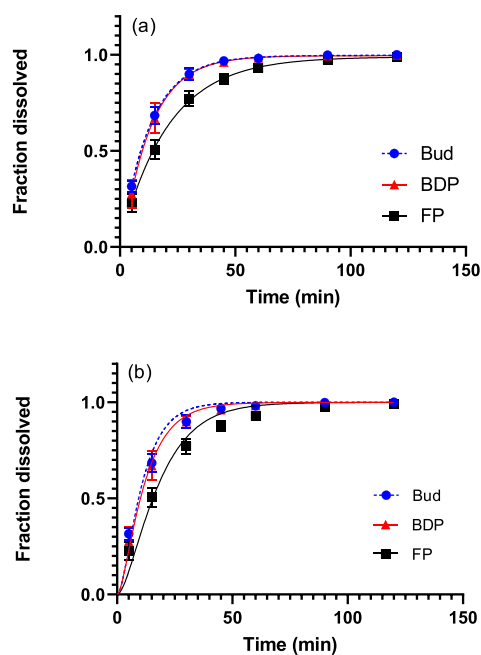 (a)
Fraction dissolved
1.0
0.5
0.0
Bud
BDP
FP
0 50 100 150
Time (min)
(b)
Fraction dissolved
1.0
0.5
0.0
Bud
BDP
FP
0 50 100 150
Time (min)